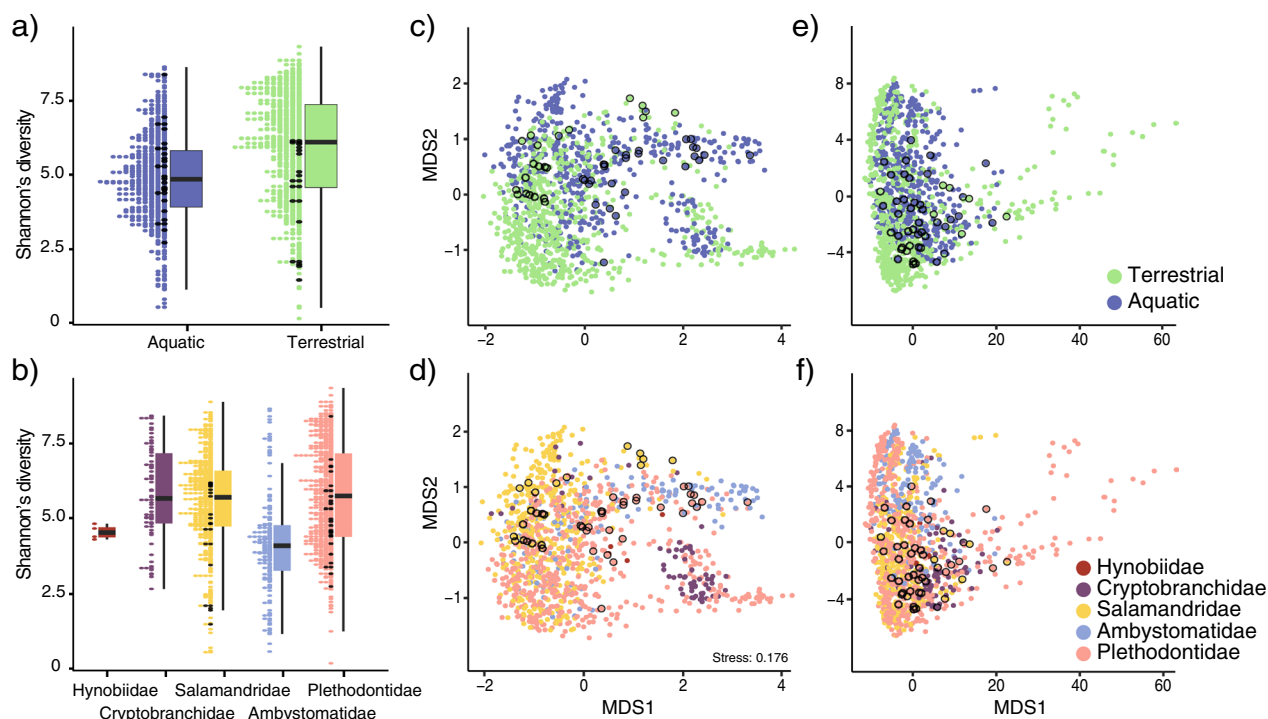 a)
Shannon's diversity
7.5
5.0
2.5
0
Aquatic
Terrestrial
b)
Shannon's diversity
7.5
5.0
2.5
0
Hynobiidae
Salamandridae
Plethodontidae
Cryptobranchidae
Ambystomatidae
c)
MDS2
2
1
0
−1
−2
0
2
4
d)
MDS2
2
1
0
−1
Stress: 0.176
−2
0
2
4
MDS1
e)
8
4
0
−4
Terrestrial
Aquatic
0
20
40
60
f)
8
4
0
−4
Hynobiidae
Cryptobranchidae
Salamandridae
Ambystomatidae
Plethodontidae
0
20
40
60
MDS1